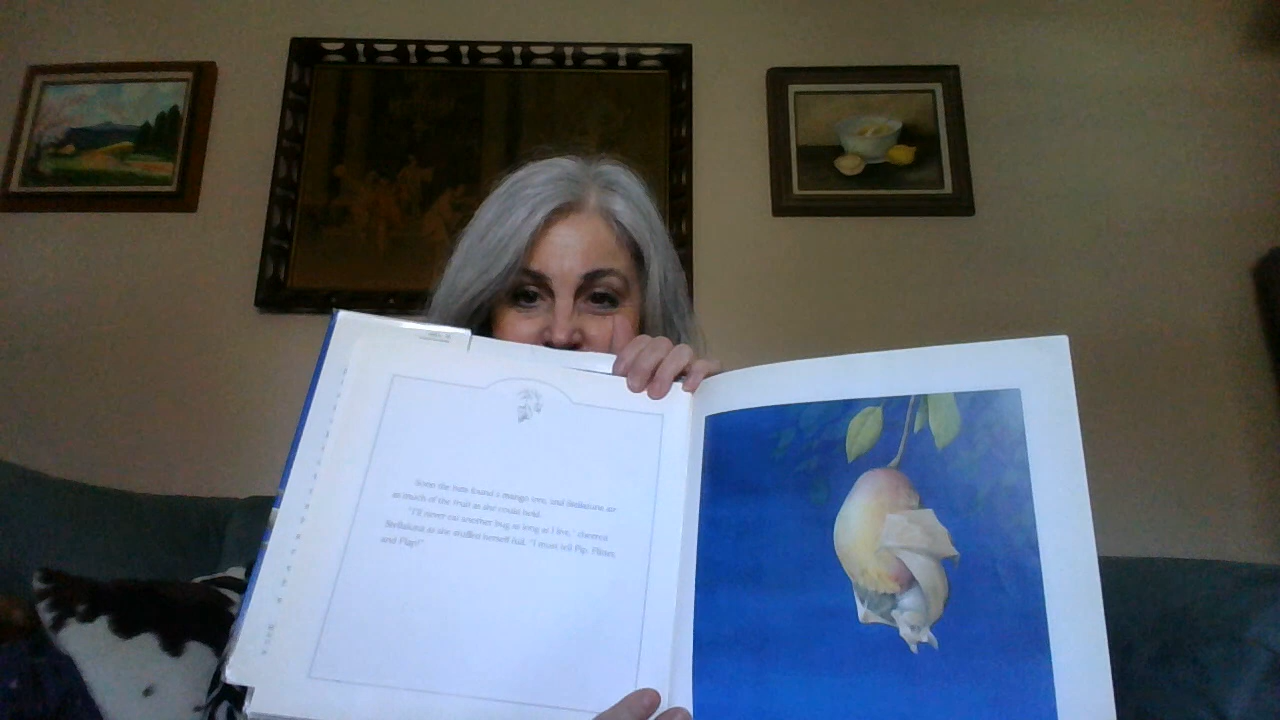 Soon the bats found a mango tree, and Stellaluna ate
as much of the fruit as she could hold.
"I'll never eat another bug as long as I live," cheered
Stellaluna as she stuffed herself full. "I must tell Pip, Flitter,
and Flap!"